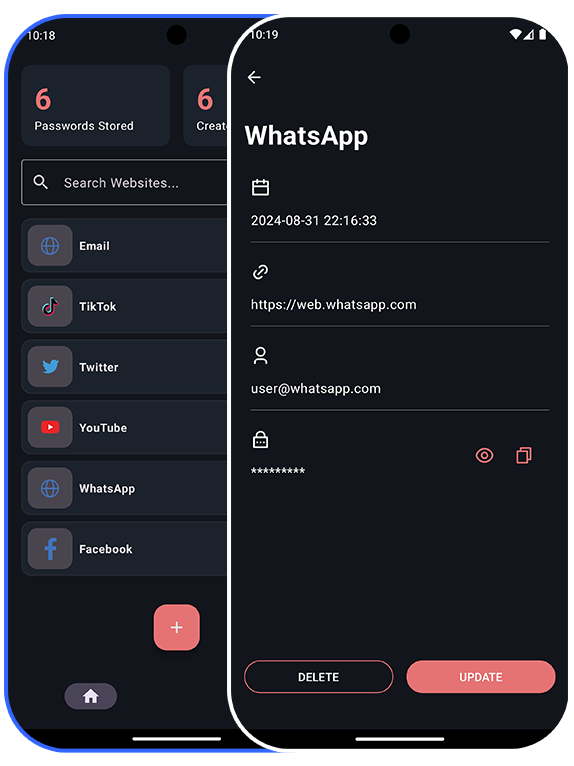 10:18
6
Passwords Stored
6
Search Websites...
Email
TikTok
Twitter
YouTube
WhatsApp
Facebook
+
10:19
WhatsApp
2024-08-31 22:16:33
https://web.whatsapp.com
user@whatsapp.com
*********
DELETE
UPDATE